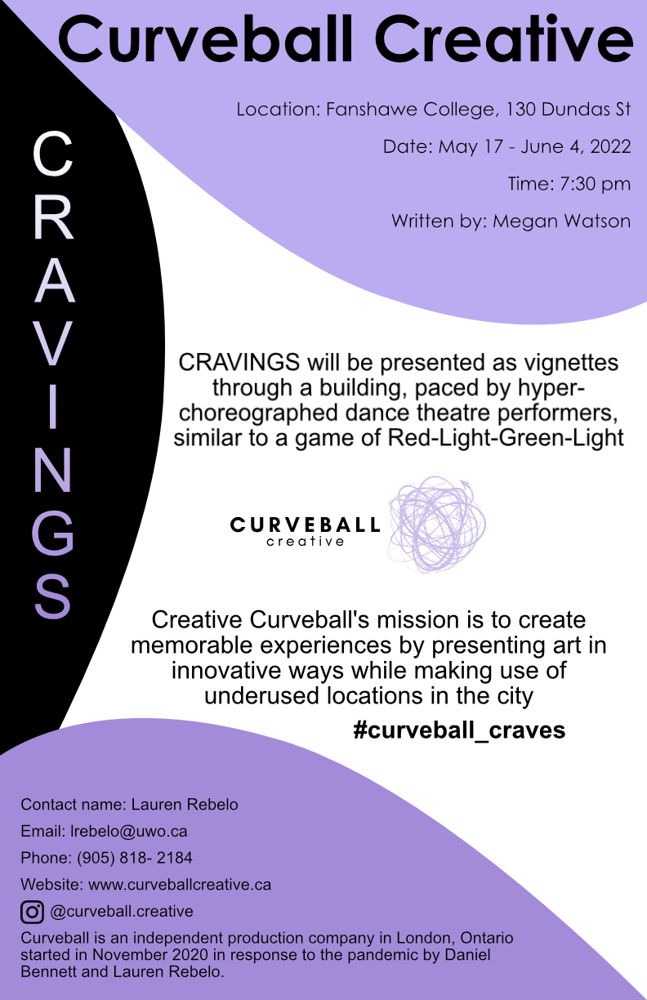 Curveball Creative
Location: Fanshawe College, 130 Dundas St
Date: May 17 - June 4, 2022
Time: 7:30 pm
Written by: Megan Watson
CRAVINGS
CRAVINGS will be presented as vignettes
through a building, paced by hyper-
choreographed dance theatre performers,
similar to a game of Red-Light-Green-Light
CURVEBALL
creative
Creative Curveball's mission is to create
memorable experiences by presenting art in
innovative ways while making use of
underused locations in the city
#curveball_craves
Contact name: Lauren Rebelo
Email: lrebelo@uwo.ca
Phone: (905) 818- 2184
Website: www.curveballcreative.ca
@curveball.creative
Curveball is an independent production company in London, Ontario
started in November 2020 in response to the pandemic by Daniel
Bennett and Lauren Rebelo.